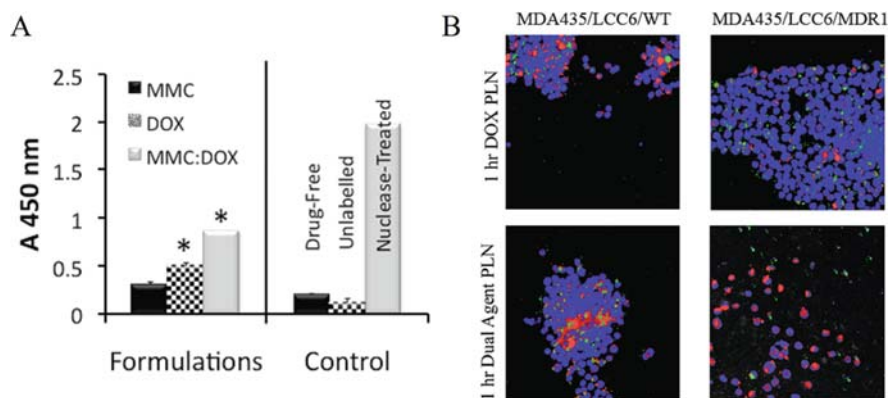 A
A 450 nm
2.5
2
1.5
1
0.5
0
MMC
DOX
MMC:DOX
*
*
Drug-Free
Unlabelled
Nuclease-Treated
Formulations
Control
B
MDA435/LCC6/WT
MDA435/LCC6/MDR1
1 hr DOX PLN
1 hr Dual Agent PLN